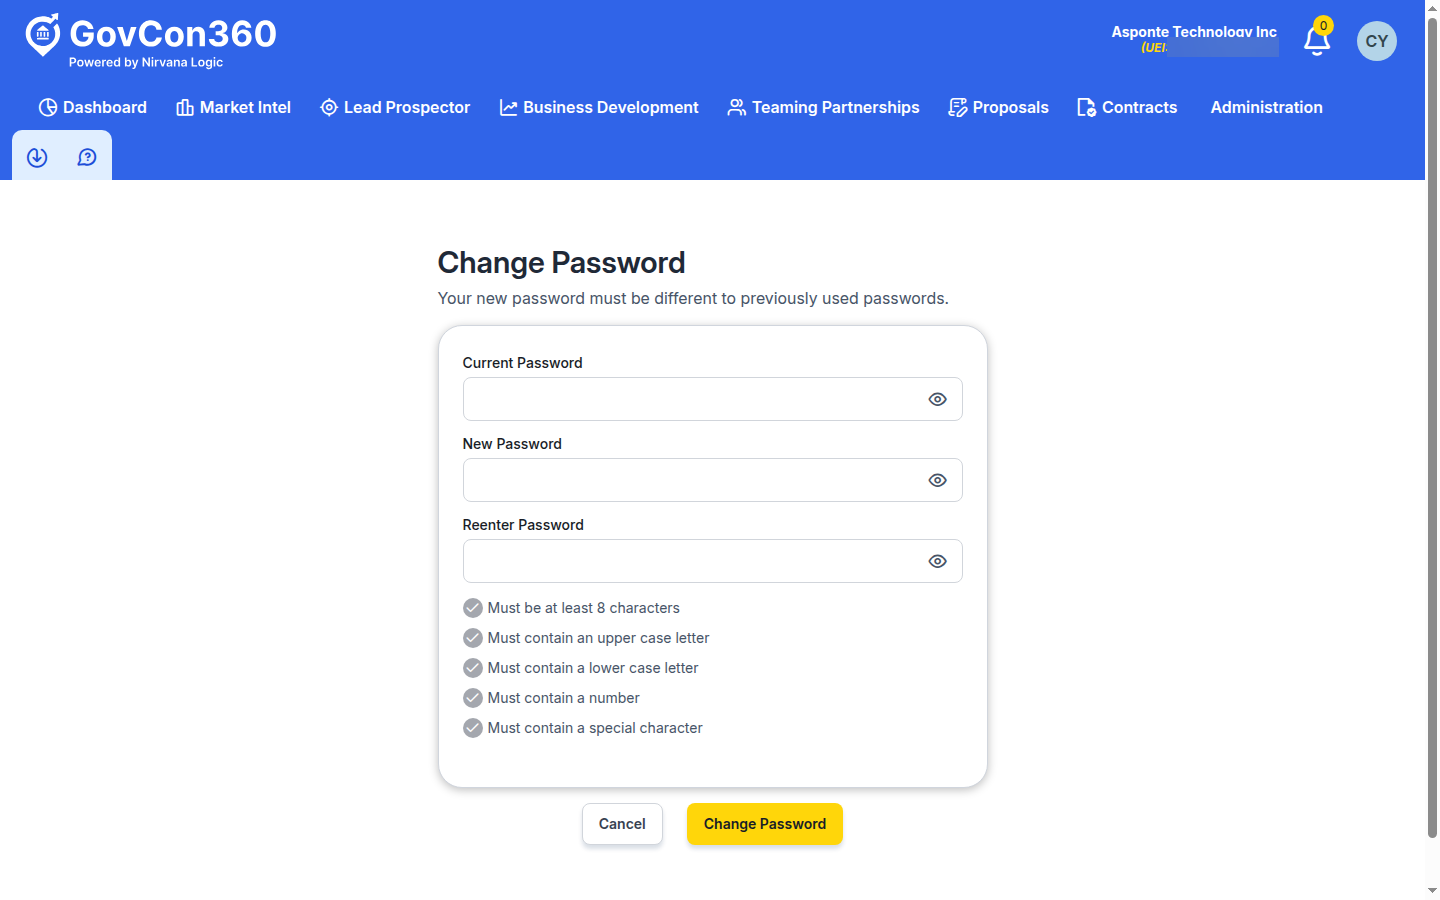 GovCon360
Powered by Nirvana Logic
Asponte Technology Inc
(UEI:
0
CY
Dashboard
Market Intel
Lead Prospector
Business Development
Teaming Partnerships
Proposals
Contracts
Administration
Change Password
Your new password must be different to previously used passwords.
Current Password
New Password
Reenter Password
Must be at least 8 characters
Must contain an upper case letter
Must contain a lower case letter
Must contain a number
Must contain a special character
Cancel
Change Password